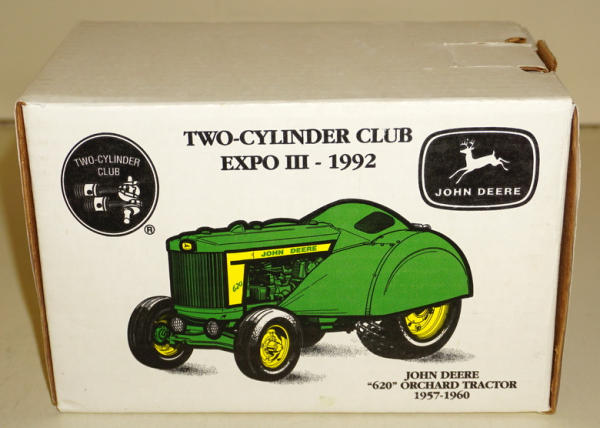 TWO-CYLINDER CLUB
EXPO III - 1992
TWO-CYLINDER
CLUB
®
JOHN DEERE
JOHN DEERE
620
JOHN DEERE
"620" ORCHARD TRACTOR
1957-1960